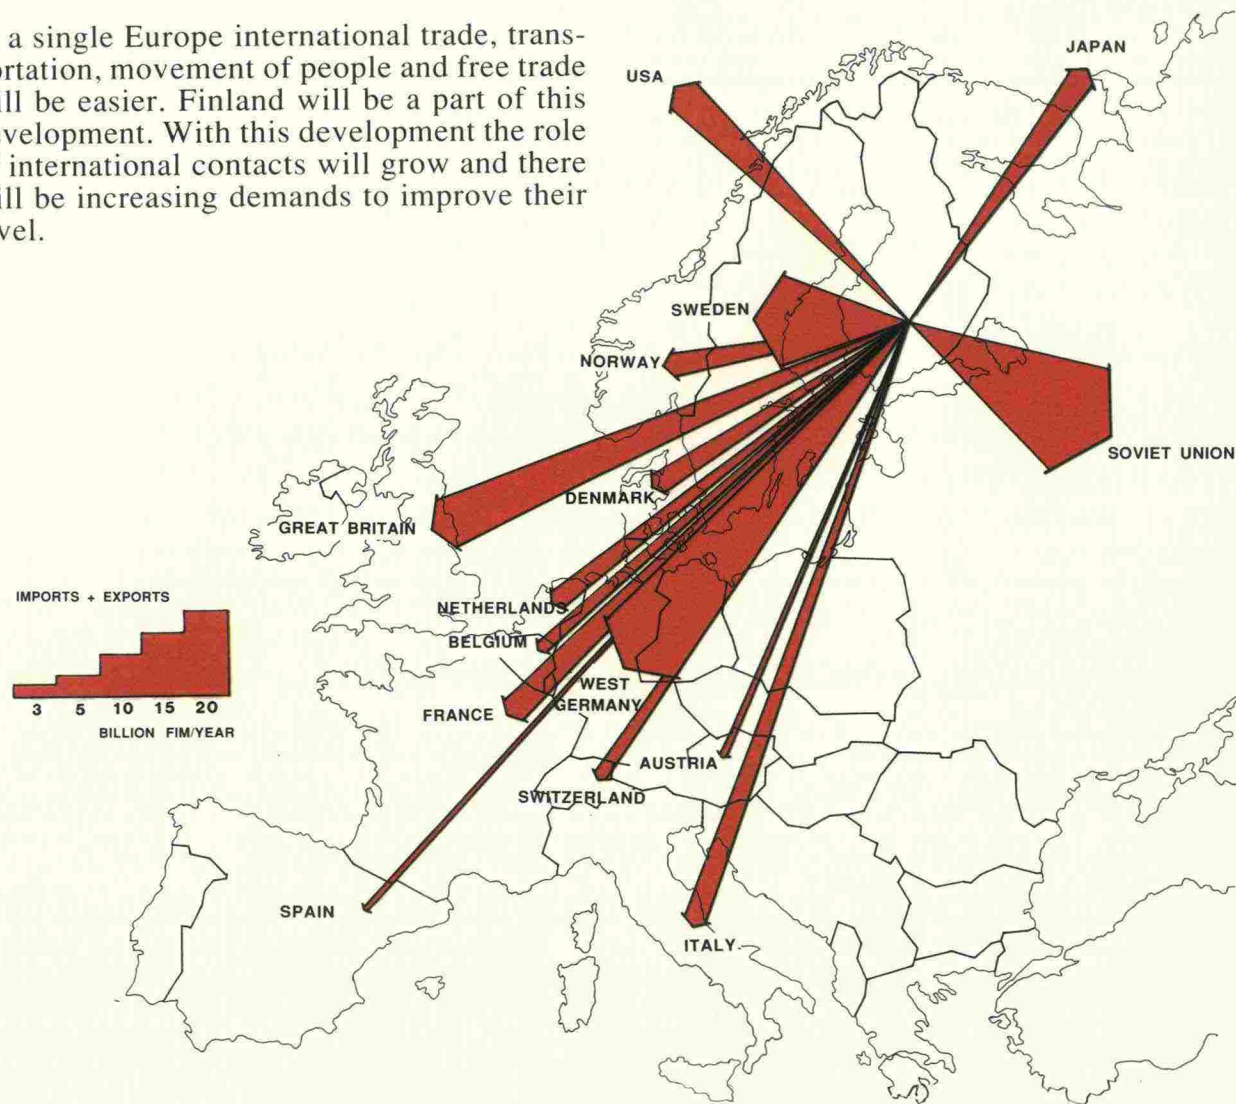 a single Europe international trade, trans-
ortation, movement of people and free trade
ill be easier. Finland will be a part of this
evelopment. With this development the role
international contacts will grow and there
ill be increasing demands to improve their
vel.
USA
JAPAN
SWEDEN
NORWAY
SOVIET UNION
DENMARK
GREAT BRITAIN
IMPORTS + EXPORTS
NETHERLANDS
BELGIUM
WEST
GERMANY
3 5 10 15 20
FRANCE
BILLION FIM/YEAR
AUSTRIA
SWITZERLAND
SPAIN
ITALY